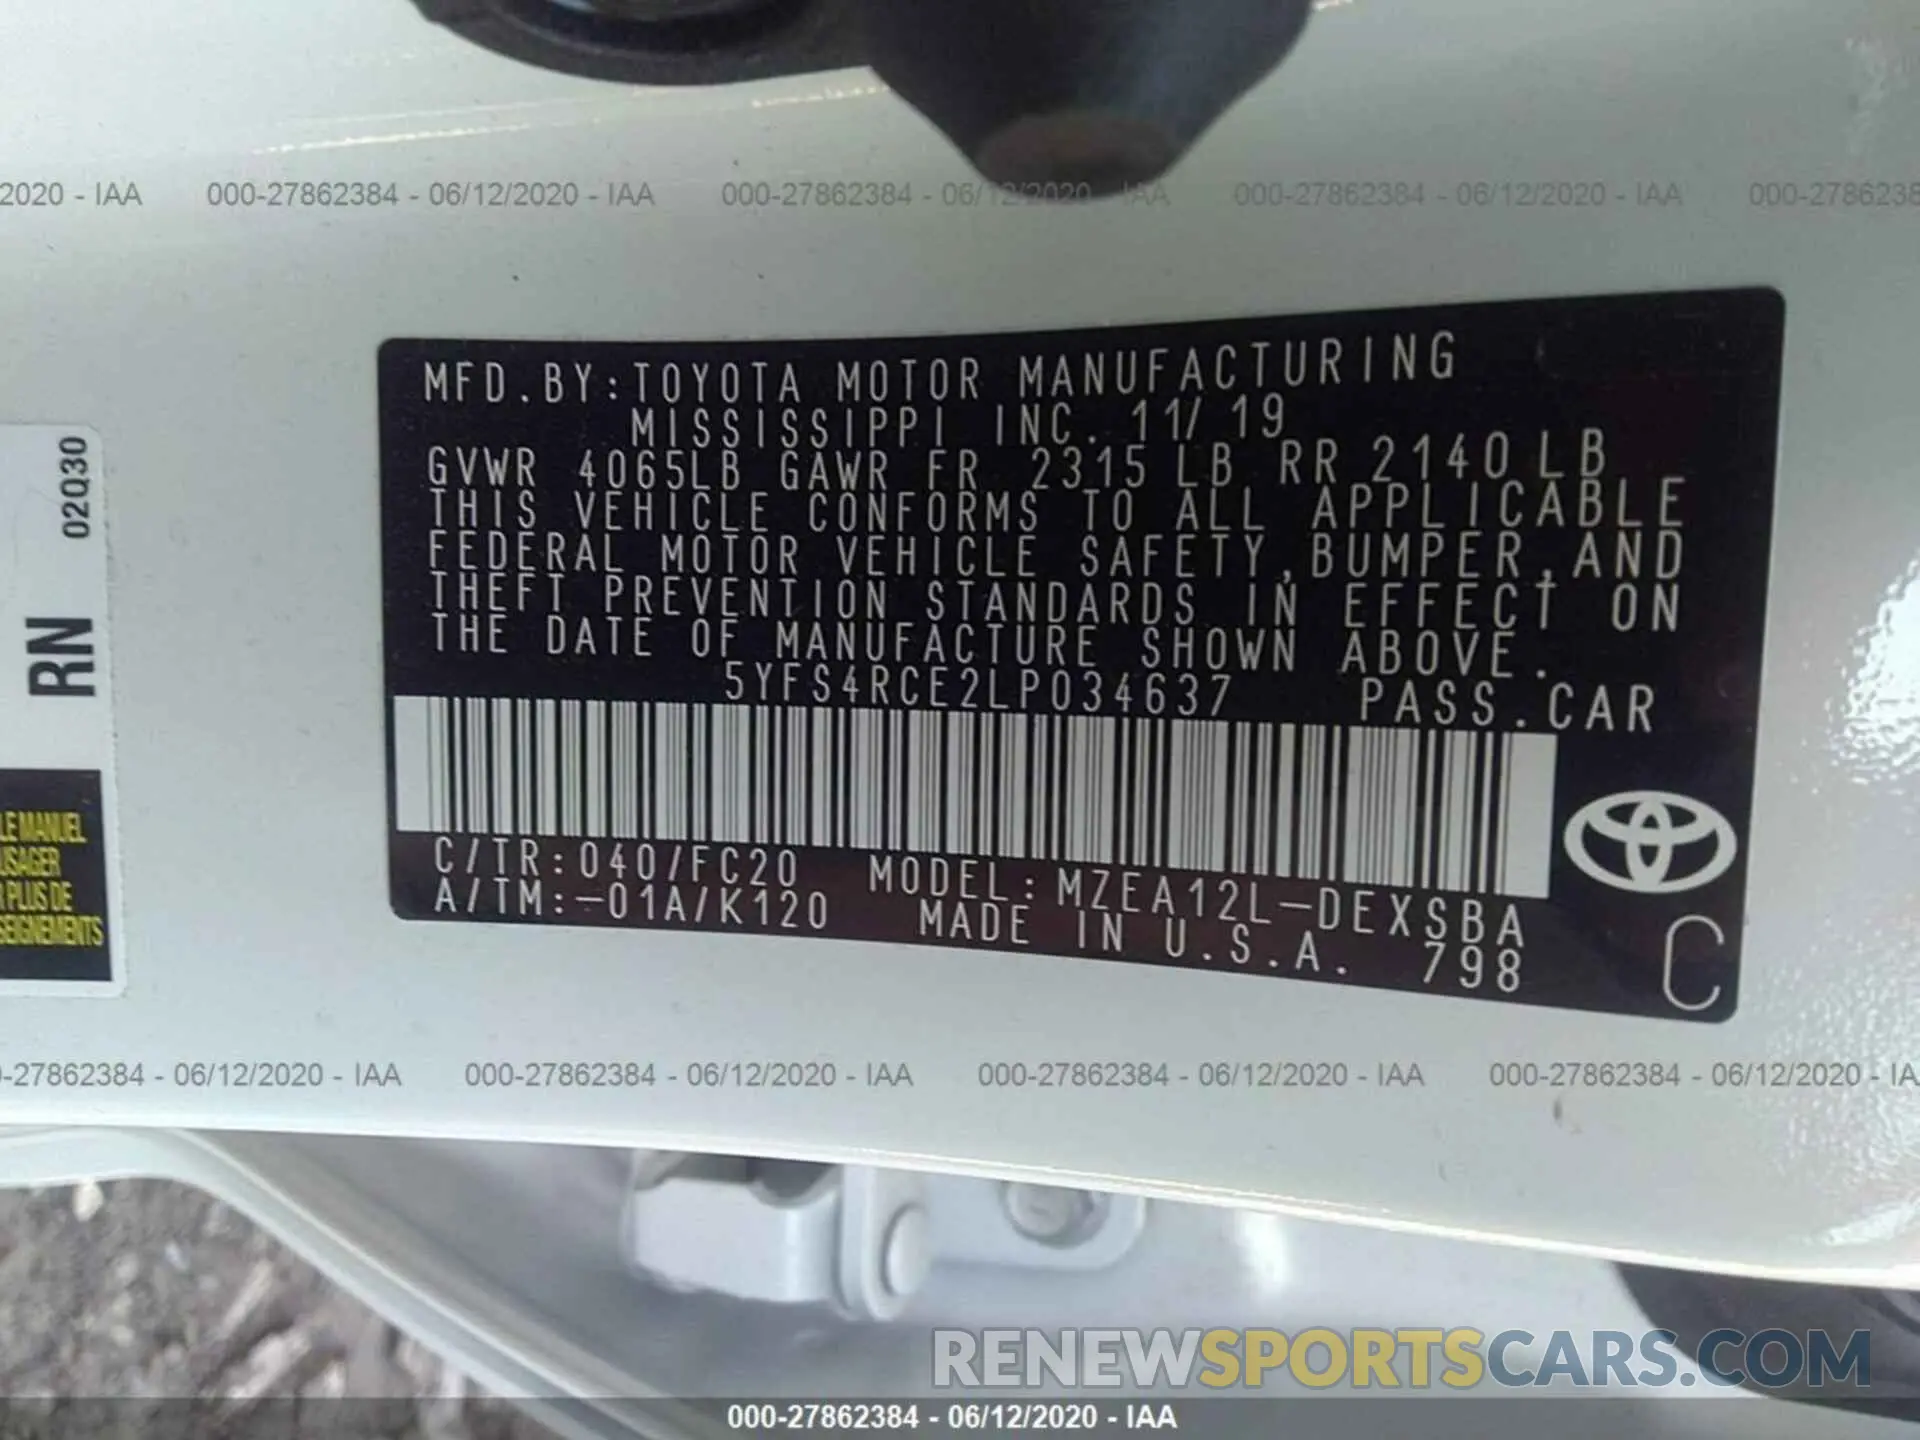 2020 - IAA 000-27862384 - 06/12/2020 - IAA 000-27862384 - 06/12/2020 - IAA 000-27862384 - 06/12/2020 - IAA 000-2786238
MFD.BY:TOYOTA MOTOR MANUFACTURING
MISSISSIPPI INC. 11/19
GVWR 4065LB GAWR FR 2315LB RR 2140LB
THIS VEHICLE CONFORMS TO ALL APPLICABLE
FEDERAL MOTOR VEHICLE SAFETY,BUMPER,AND
THEFT PREVENTION STANDARDS IN EFFECT ON
THE DATE OF MANUFACTURE SHOWN ABOVE.
5YFS4RCE2LP034637 PASS.CAR
C/TR:040/FC20 MODEL:MZEA12L-DEXSBA
A/TM:-01A/K120 MADE IN U.S.A. 798
C
RN 02Q30
LE MANUEL
USAGER
R PLUS DE
SEIGNEMENTS
0-27862384 - 06/12/2020 - IAA 000-27862384 - 06/12/2020 - IAA 000-27862384 - 06/12/2020 - IAA 000-27862384 - 06/12/2020 - IA
RENEWSPORTSCARS.COM
000-27862384 - 06/12/2020 - IAA